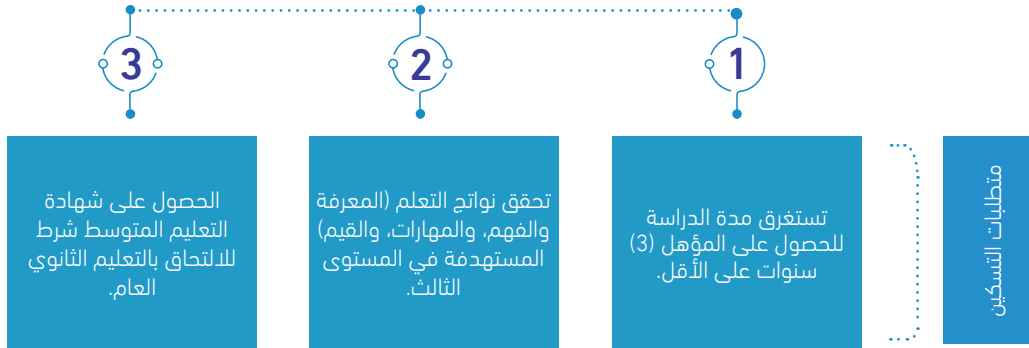 متطلبات التسكين
1
تستغرق مدة الدراسة
للحصول على المؤهل (3)
سنوات على الأقل.
2
تحقق نواتج التعلم (المعرفة
والفهم، والمهارات، والقيم)
المستهدفة في المستوى
الثالث.
3
الحصول على شهادة
التعليم المتوسط شرط
للالتحاق بالتعليم الثانوي
العام.